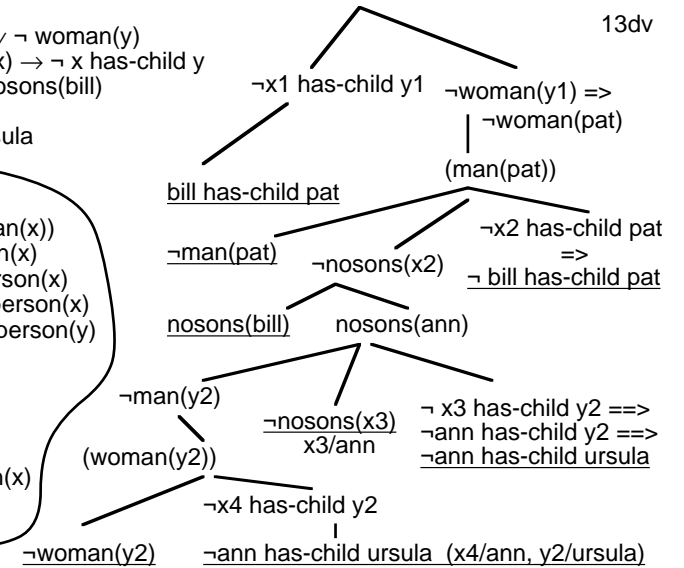 13dv
∨ ¬ woman(y)
x) → ¬ x has-child y
osons(bill)
sula
an(x))
n(x)
rson(x)
person(x)
person(y)
n(x)
¬x1 has-child y1
¬woman(y1) =>
¬woman(pat)
(man(pat))
bill has-child pat
¬man(pat)
¬nosons(x2)
¬x2 has-child pat
=>
¬ bill has-child pat
nosons(bill)
nosons(ann)
¬man(y2)
¬nosons(x3)
x3/ann
¬ x3 has-child y2 ==>
¬ann has-child y2 ==>
¬ann has-child ursula
(woman(y2))
¬x4 has-child y2
¬woman(y2)
¬ann has-child ursula (x4/ann, y2/ursula)